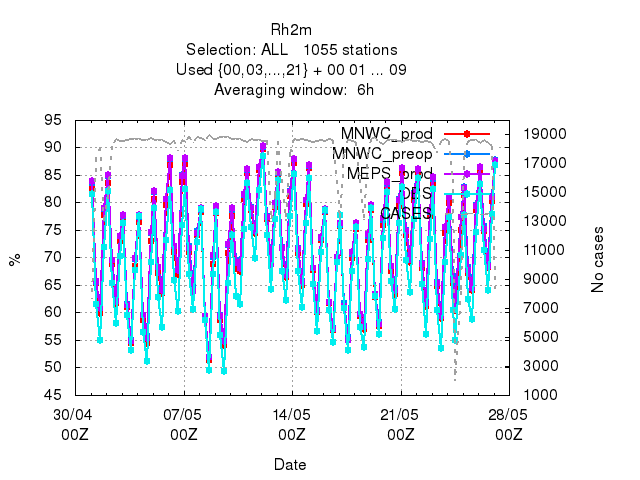 Rh2m
Selection: ALL 1055 stations
Used {00,03,...,21} + 00 01 ... 09
Averaging window: 6h
MNWC_prod
MNWC_preop
MEPS_prod
OBS
CASES
95
90
85
80
75
70
65
60
55
50
45
%
19000
17000
15000
13000
11000
9000
7000
5000
3000
1000
No cases
30/04 07/05 14/05 21/05 28/05
00Z 00Z 00Z 00Z 00Z
Date